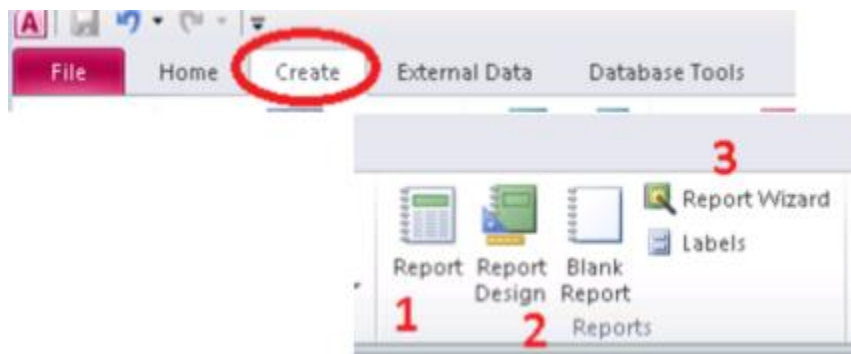 A
File Home Create External Data Database Tools
3
Report Wizard
Labels
Report Report Blank
Design Report
1 2 Reports